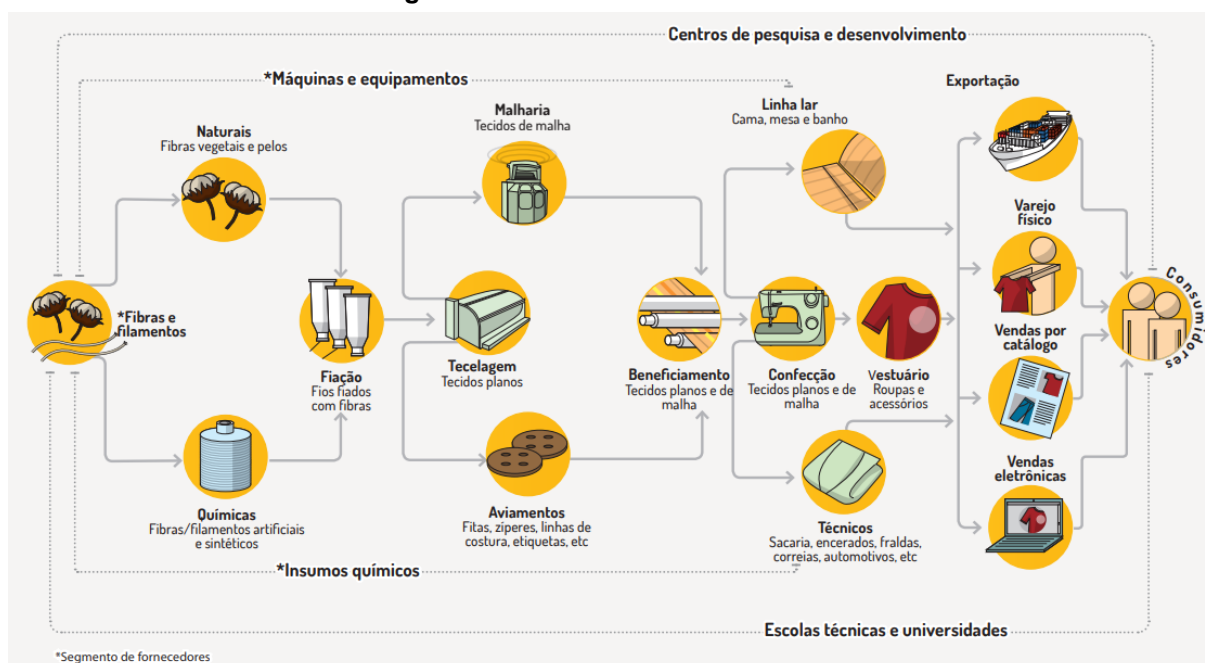 Centros de pesquisa e desenvolvimento
*Máquinas e equipamentos
Exportação
Naturais
Fibras vegetais e pelos
Malharia
Tecidos de malha
Linha lar
Cama, mesa e banho
Varejo
físico
*Fibras e
filamentos
Fiação
Fios fiados
com fibras
Tecelagem
Tecidos planos
Beneficiamento
Tecidos planos e de
malha
Confecção
Tecidos planos e de
malha
Vestuário
Roupas e
acessórios
Vendas por
catálogo
Consumidores
Químicas
Fibras/filamentos artificiais
e sintéticos
Aviamentos
Fitas, zíperes, linhas de
costura, etiquetas, etc
Técnicos
Sacaria, encerados, fraldas,
correias, automotivos, etc
Vendas
eletrônicas
*Insumos químicos
Escolas técnicas e universidades
*Segmento de fornecedores